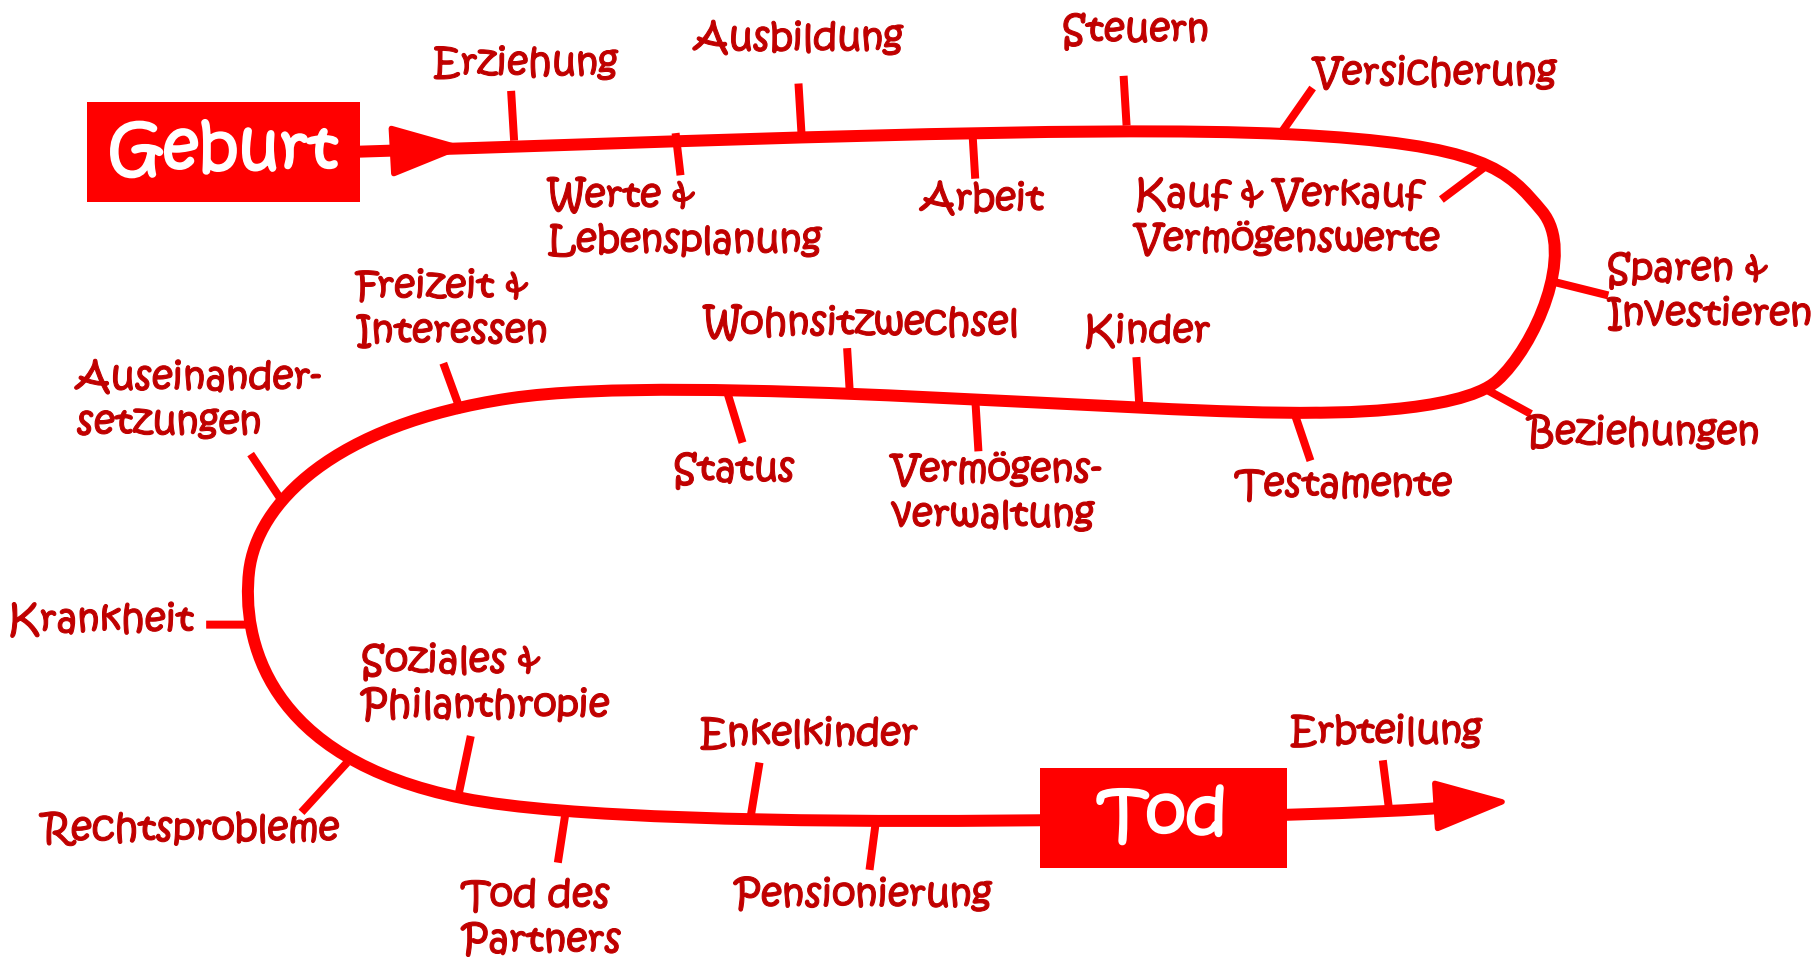 Geburt
Erziehung
Werte &
Lebensplanung
Ausbildung
Arbeit
Steuern
Versicherung
Kauf & Verkauf
Vermögenswerte
Sparen &
Investieren
Beziehungen
Testamente
Kinder
Vermögens-
verwaltung
Wohnsitzwechsel
Status
Freizeit &
Interessen
Auseinander-
setzungen
Krankheit
Rechtsprobleme
Soziales &
Philanthropie
Tod des
Partners
Enkelkinder
Pensionierung
Tod
Erbteilung